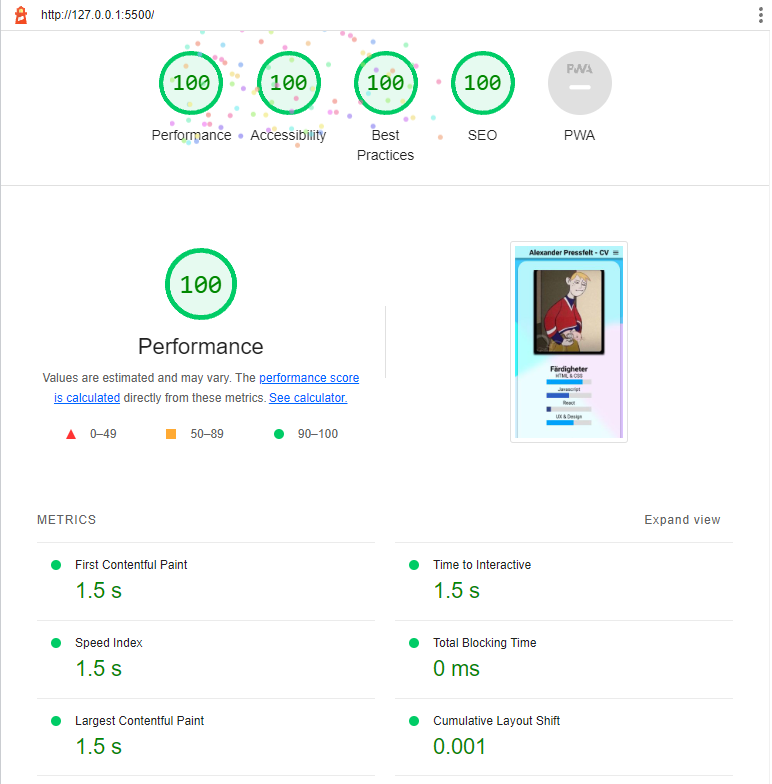 http://127.0.0.1:5500/
100 100 100 100 PWA
Performance Accessibility Best Practices SEO PWA
100
Performance
Values are estimated and may vary. The performance score
is calculated directly from these metrics. See calculator.
0–49 50–89 90–100
Alexander Pressfelt - CV
Färdigheter
HTML & CSS
Javascript
React
UX & Design
METRICS
Expand view
First Contentful Paint
1.5 s
Time to Interactive
1.5 s
Speed Index
1.5 s
Total Blocking Time
0 ms
Largest Contentful Paint
1.5 s
Cumulative Layout Shift
0.001